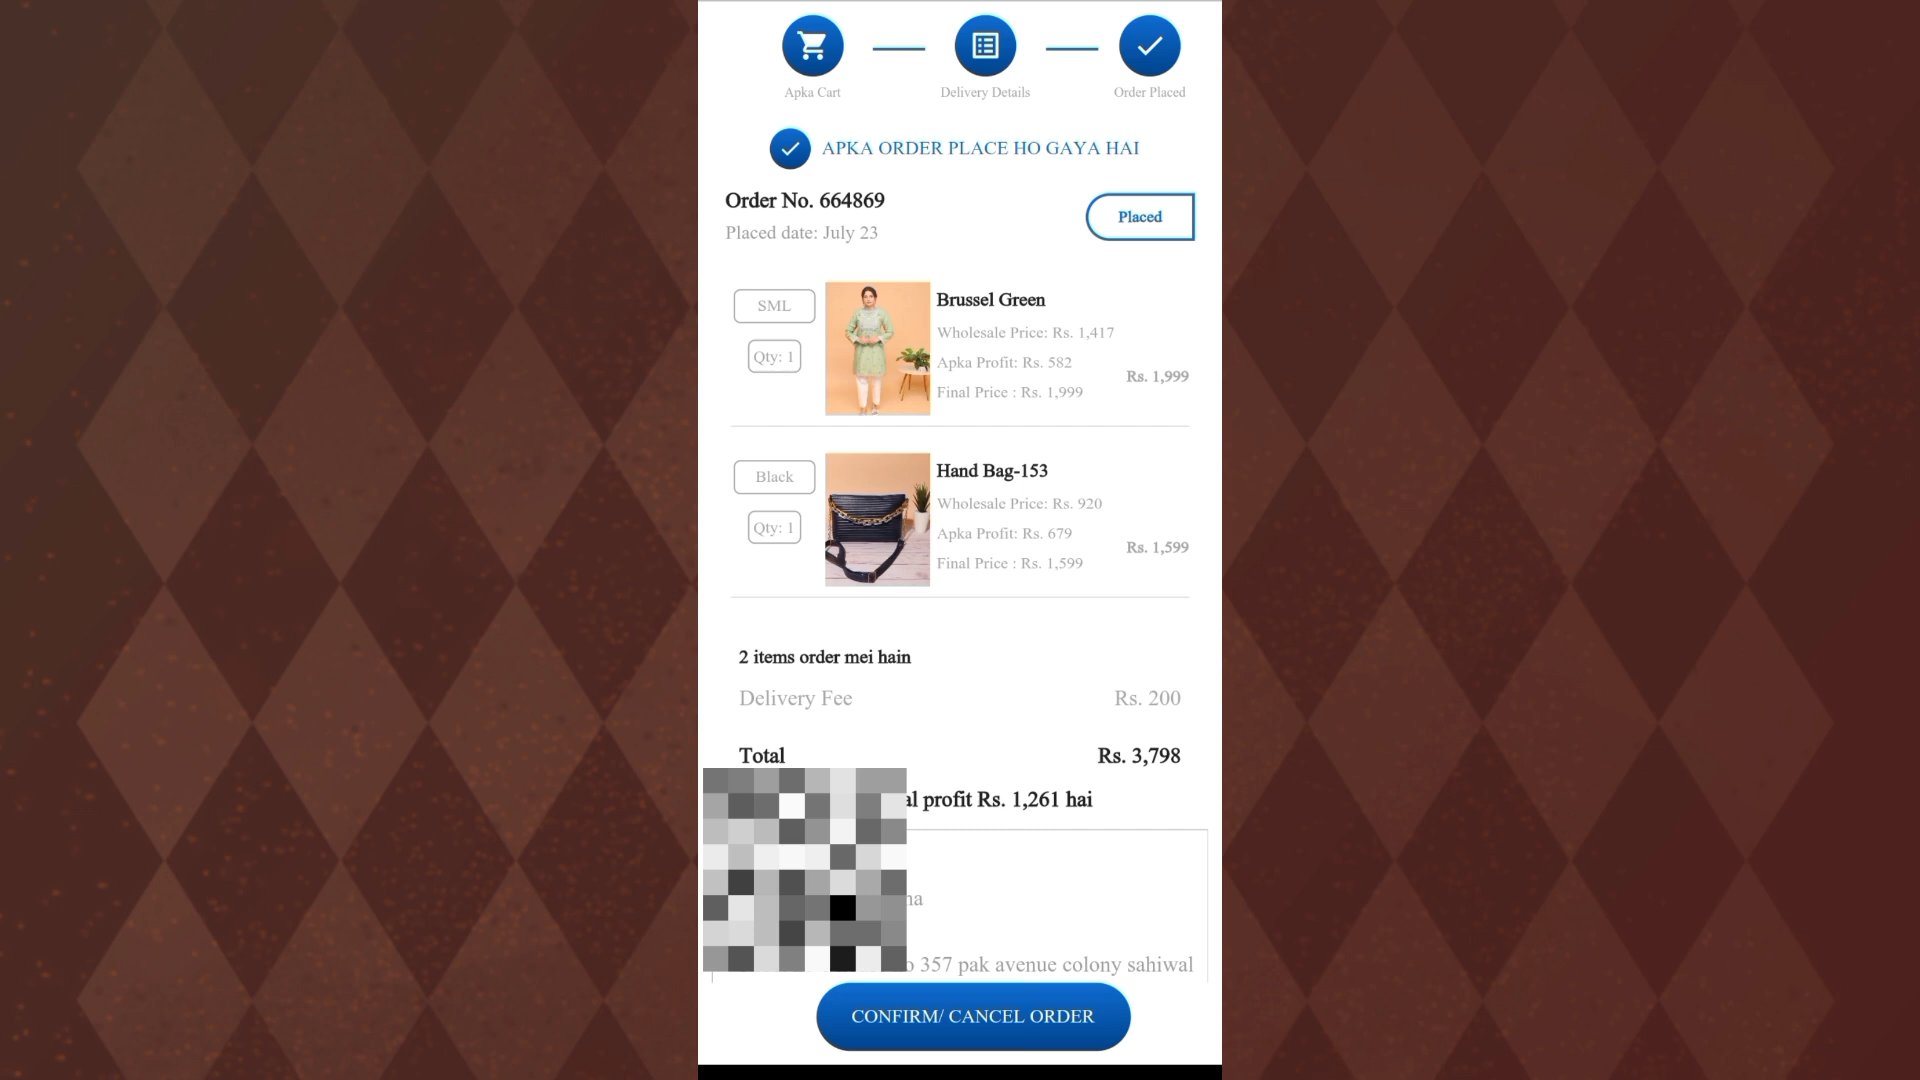 Apka Cart
Delivery Details
Order Placed
APKA ORDER PLACE HO GAYA HAI
Order No. 664869
Placed
Placed date: July 23
SML
Qty: 1
Brussel Green
Wholesale Price: Rs. 1,417
Apka Profit: Rs. 582
Final Price : Rs. 1,999
Rs. 1,999
Black
Qty: 1
Hand Bag-153
Wholesale Price: Rs. 920
Apka Profit: Rs. 679
Final Price : Rs. 1,599
Rs. 1,599
2 items order mei hain
Delivery Fee Rs. 200
Total Rs. 3,798
profit Rs. 1,261 hai
357 pak avenue colony sahiwal
CONFIRM/ CANCEL ORDER